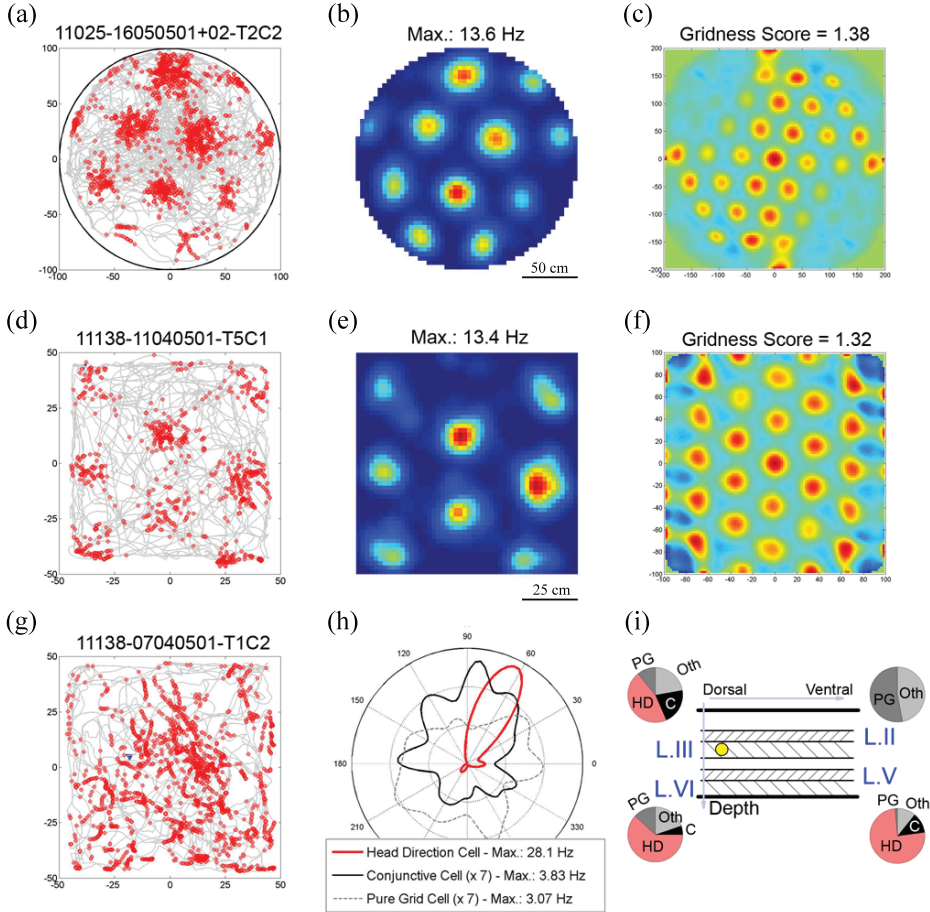 (a)
11025-16050501+02-T2C2
100
50
0
-50
-100
-100 -50 0 50 100
(b)
Max.: 13.6 Hz
50 cm
(c)
Gridness Score = 1.38
200
150
100
50
0
-50
-100
-150
-200
-200 -150 -100 -50 0 50 100 150 200
(d)
11138-11040501-T5C1
50
25
0
-25
-50
-50 -25 0 25 50
(e)
Max.: 13.4 Hz
25 cm
(f)
Gridness Score = 1.32
100
80
60
40
20
0
-20
-40
-60
-80
-100
-100 -80 -60 -40 -20 0 20 40 60 80 100
(g)
11138-07040501-T1C2
50
25
0
-25
-50
-50 -25 0 25 50
(h)
90
120 60
180 0
210 330
Head Direction Cell - Max.: 28.1 Hz
Conjunctive Cell (x 7) - Max.: 3.83 Hz
Pure Grid Cell (x 7) - Max.: 3.07 Hz
(i)
PG Oth
HD C
Dorsal Ventral
PG Oth
L.II
L.III
L.V
L.VI
Depth
PG Oth C
HD
PG Oth
C
HD